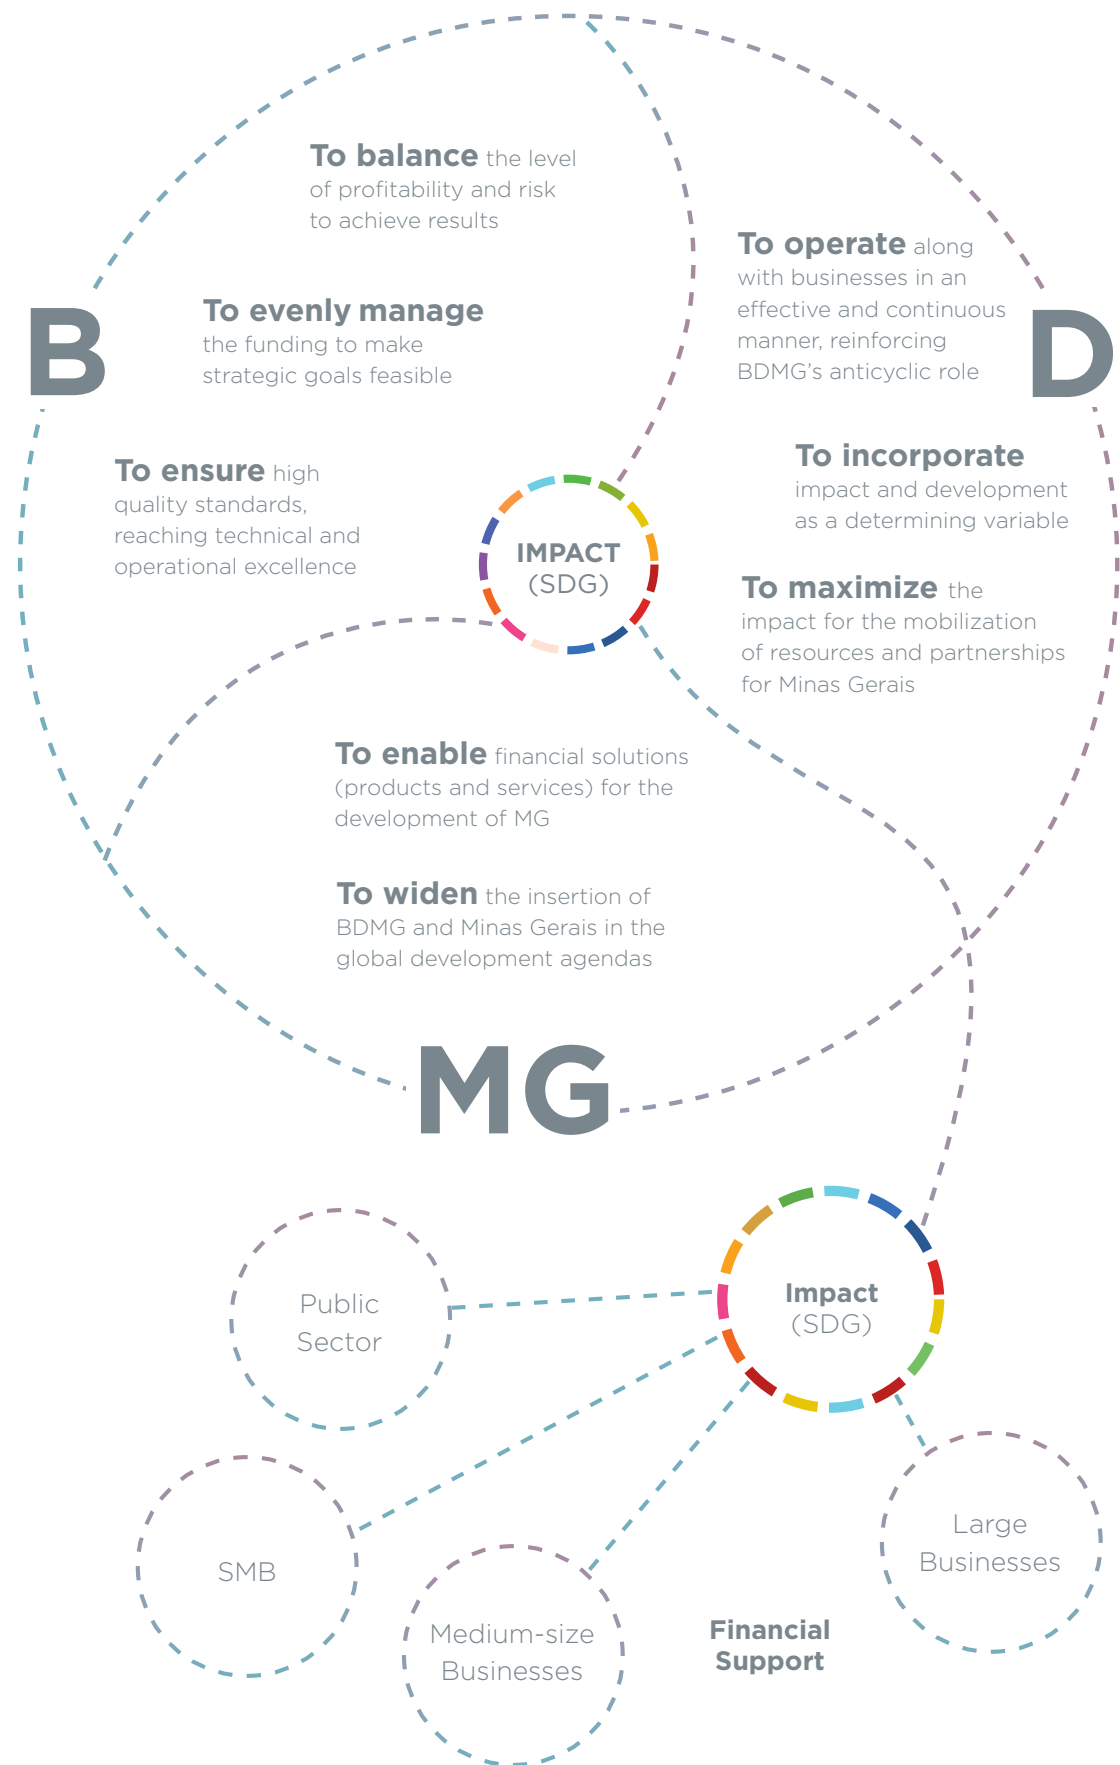 To balance the level
of profitability and risk
to achieve results
To operate along
with businesses in an
effective and continuous
manner, reinforcing
BDMG’s anticyclic role
To evenly manage
the funding to make
strategic goals feasible
B
D
To ensure high
quality standards,
reaching technical and
operational excellence
To incorporate
impact and development
as a determining variable
IMPACT
(SDG)
To maximize the
impact for the mobilization
of resources and partnerships
for Minas Gerais
To enable financial solutions
(products and services) for the
development of MG
To widen the insertion of
BDMG and Minas Gerais in the
global development agendas
MG
Impact
(SDG)
Public
Sector
SMB
Medium-size
Businesses
Large
Businesses
Financial
Support